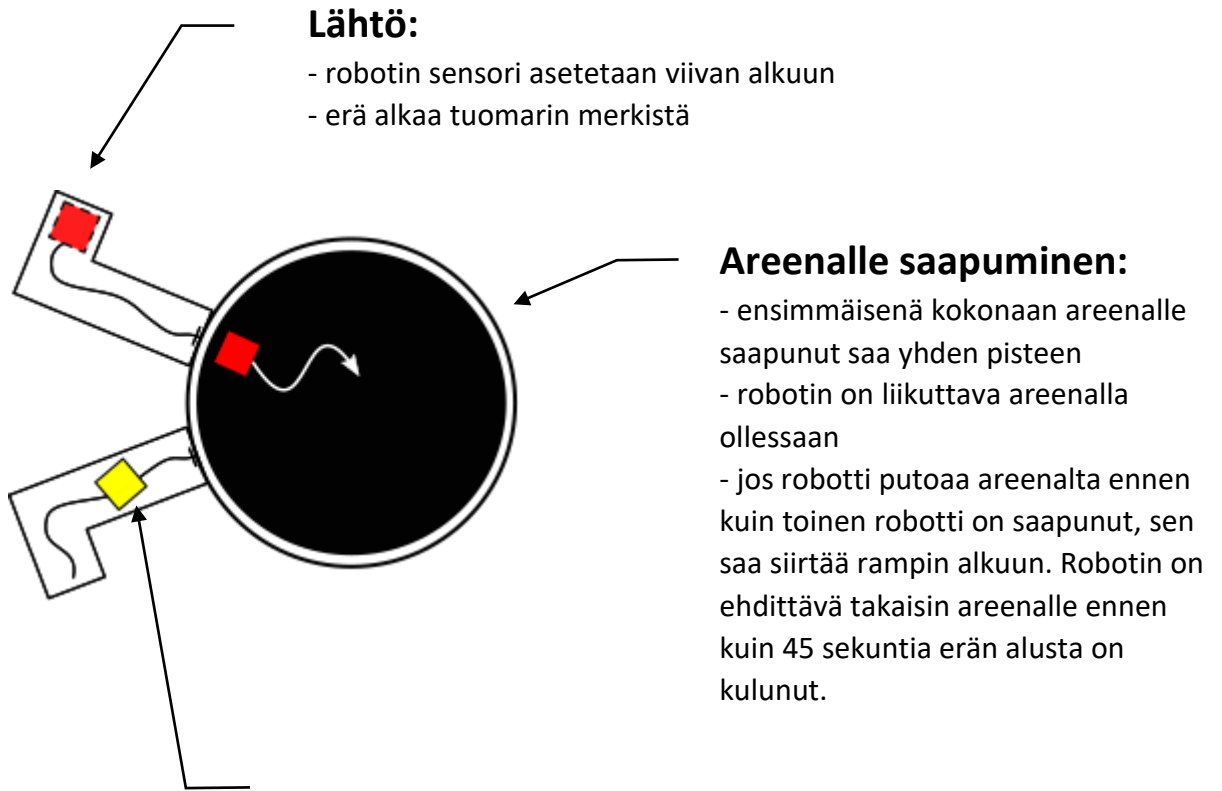 Lähtö:
- robotin sensori asetetaan viivan alkuun
- erä alkaa tuomarin merkistä
Areenalle saapuminen:
- ensimmäisenä kokonaan areenalle
saapunut saa yhden pisteen
- robotin on liikuttava areenalla
ollessaan
- jos robotti putoaa areenalta ennen
kuin toinen robotti on saapunut, sen
saa siirtää rampin alkuun. Robotin on
ehdittävä takaisin areenalle ennen
kuin 45 sekuntia erän alusta on
kulunut.